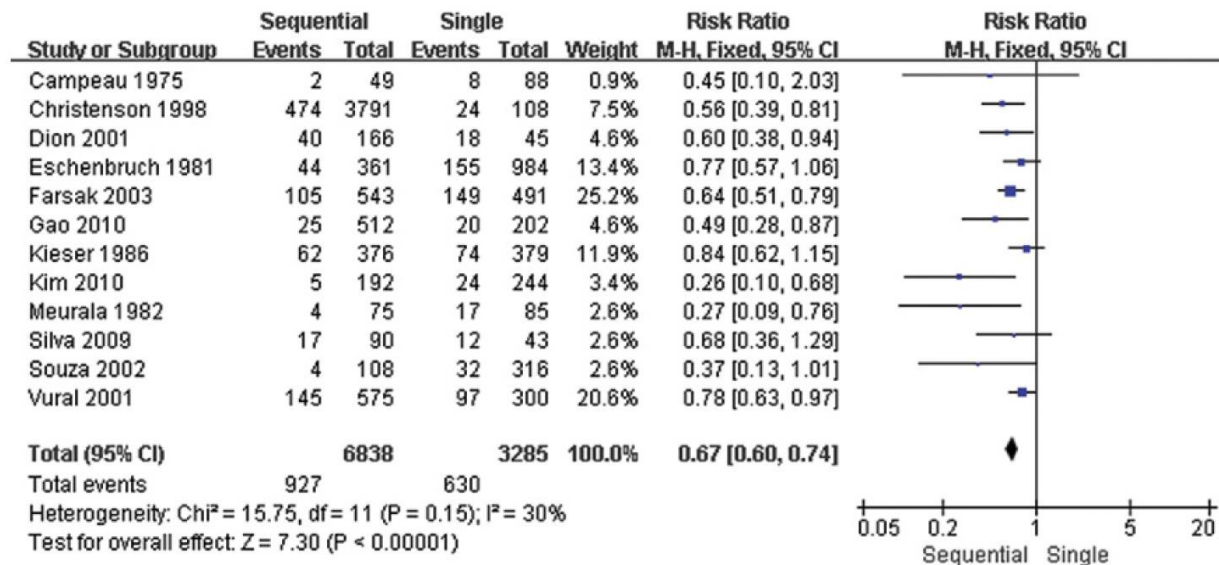 Sequential Single Risk Ratio Risk Ratio
Study or Subgroup Events Total Events Total Weight M-H, Fixed, 95% CI M-H, Fixed, 95% CI
Campeau 1975 2 49 8 88 0.9% 0.45 [0.10, 2.03]
Christenson 1998 474 3791 24 108 7.5% 0.56 [0.39, 0.81]
Dion 2001 40 166 18 45 4.6% 0.60 [0.38, 0.94]
Eschenbruch 1981 44 361 155 984 13.4% 0.77 [0.57, 1.06]
Farsak 2003 105 543 149 491 25.2% 0.64 [0.51, 0.79]
Gao 2010 25 512 20 202 4.6% 0.49 [0.28, 0.87]
Kieser 1986 62 376 74 379 11.9% 0.84 [0.62, 1.15]
Kim 2010 5 192 24 244 3.4% 0.26 [0.10, 0.68]
Meurala 1982 4 75 17 85 2.6% 0.27 [0.09, 0.76]
Silva 2009 17 90 12 43 2.6% 0.68 [0.36, 1.29]
Souza 2002 4 108 32 316 2.6% 0.37 [0.13, 1.01]
Vural 2001 145 575 97 300 20.6% 0.78 [0.63, 0.97]
Total (95% CI) 6838 3285 100.0% 0.67 [0.60, 0.74]
Total events 927 630
Heterogeneity: Chi² = 15.75, df = 11 (P = 0.15); I² = 30%
Test for overall effect: Z = 7.30 (P < 0.00001)
0.05 0.2 1 5 20
Sequential Single